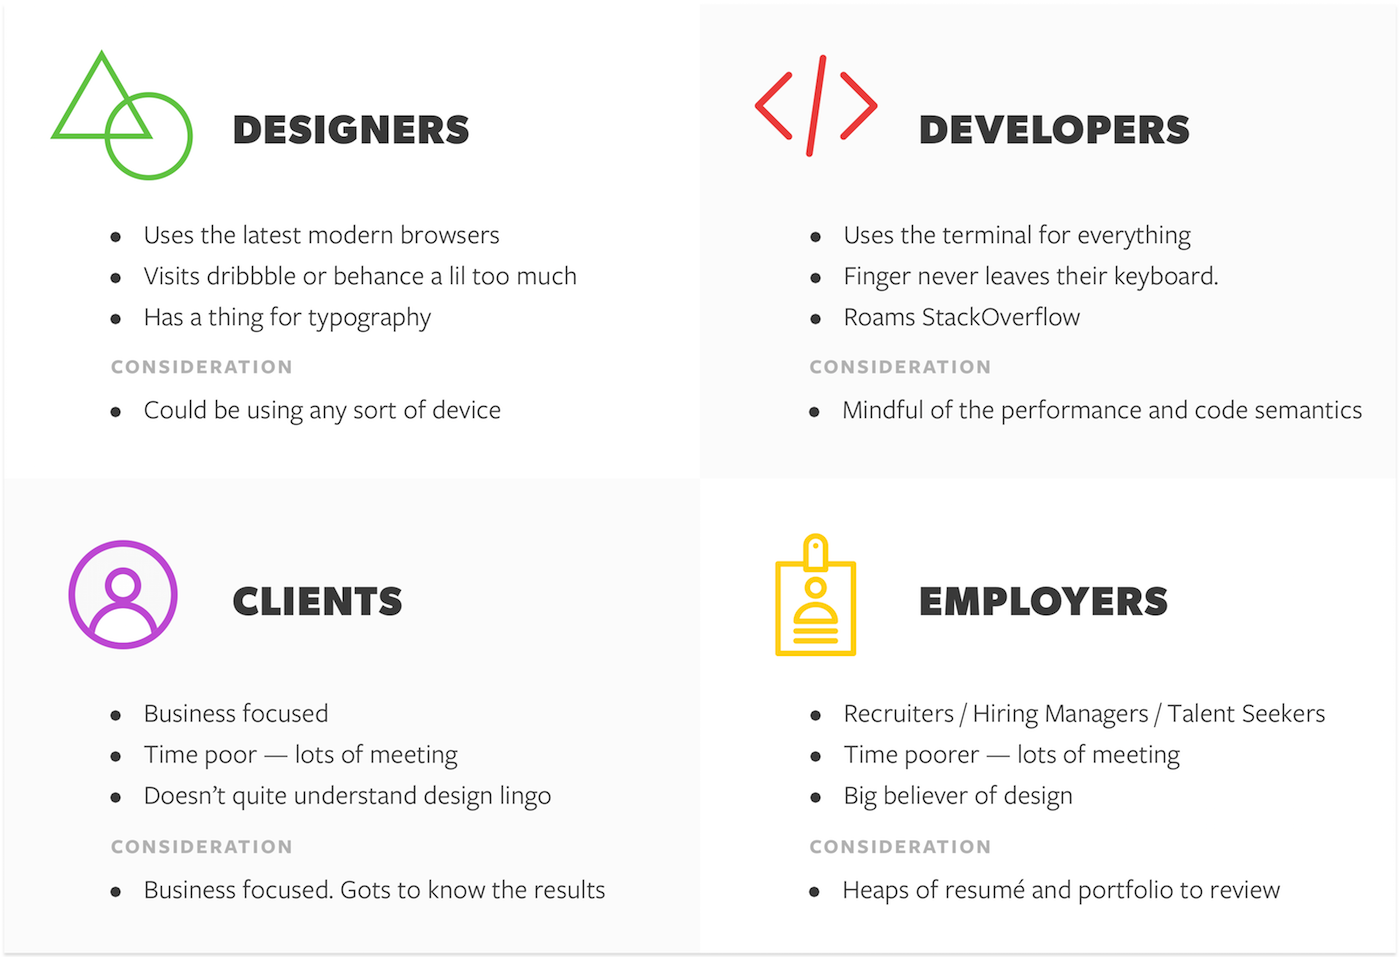 DESIGNERS
• Uses the latest modern browsers
• Visits dribbble or behance a lil too much
• Has a thing for typography
CONSIDERATION
• Could be using any sort of device
DEVELOPERS
• Uses the terminal for everything
• Finger never leaves their keyboard.
• Roams StackOverflow
CONSIDERATION
• Mindful of the performance and code semantics
CLIENTS
• Business focused
• Time poor — lots of meeting
• Doesn’t quite understand design lingo
CONSIDERATION
• Business focused. Gots to know the results
EMPLOYERS
• Recruiters / Hiring Managers / Talent Seekers
• Time poorer — lots of meeting
• Big believer of design
CONSIDERATION
• Heaps of resumé and portfolio to review